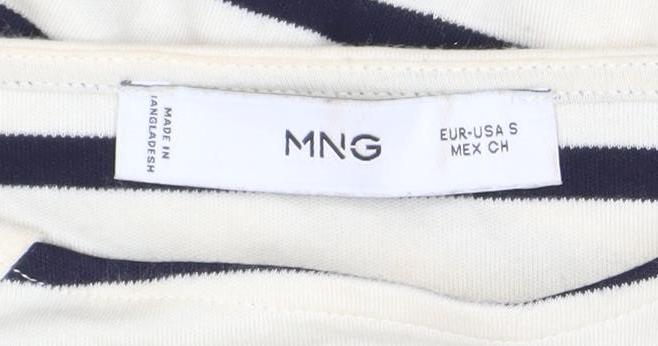 MADE IN
BANGLADESH
MNG
EUR-USA S
MEX CH